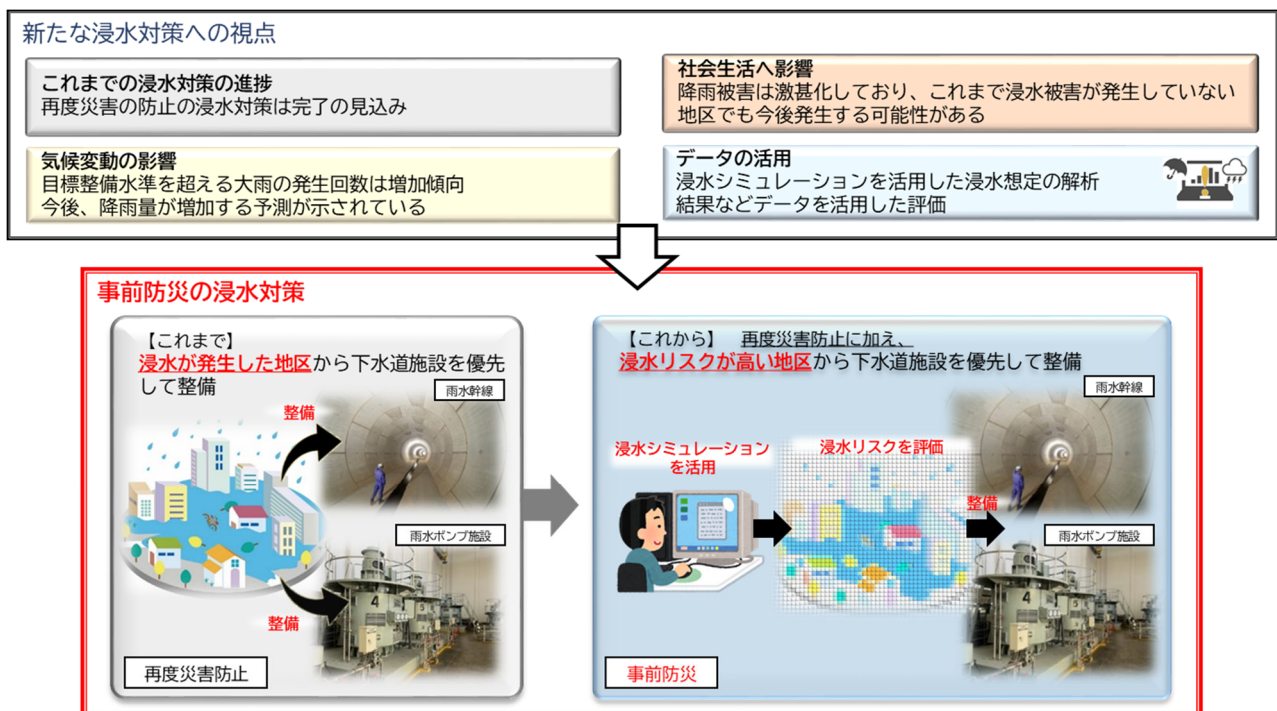 新たな浸水対策への視点
これまでの浸水対策の進捗
再度災害の防止の浸水対策は完了の見込み
社会生活へ影響
降雨被害は激甚化しており、これまで浸水被害が発生していない
地区でも今後発生する可能性がある
気候変動の影響
目標整備水準を超える大雨の発生回数は増加傾向
今後、降雨量が増加する予測が示されている
データの活用
浸水シミュレーションを活用した浸水想定の解析
結果などデータを活用した評価
事前防災の浸水対策
【これまで】
浸水が発生した地区から下水道施設を優先
して整備
雨水幹線
整備
雨水ポンプ施設
4
5
整備
再度災害防止
【これから】 再度災害防止に加え、
浸水リスクが高い地区から下水道施設を優先して整備
雨水幹線
浸水シミュレーション
を活用
浸水リスクを評価
整備
雨水ポンプ施設
4
5
事前防災